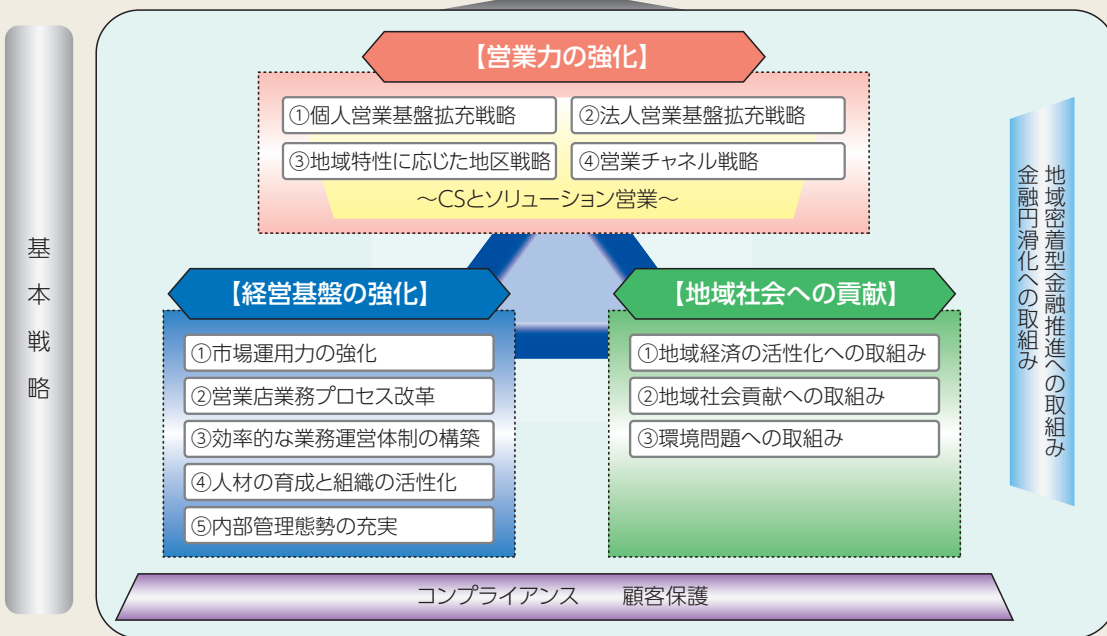 基本戦略
【営業力の強化】
①個人営業基盤拡充戦略
②法人営業基盤拡充戦略
③地域特性に応じた地区戦略
④営業チャネル戦略
～CSとソリューション営業～
【経営基盤の強化】
①市場運用力の強化
②営業店業務プロセス改革
③効率的な業務運営体制の構築
④人材の育成と組織の活性化
⑤内部管理態勢の充実
【地域社会への貢献】
①地域経済の活性化への取組み
②地域社会貢献への取組み
③環境問題への取組み
地域密着型金融推進への取組み
金融円滑化への取組み
コンプライアンス　顧客保護